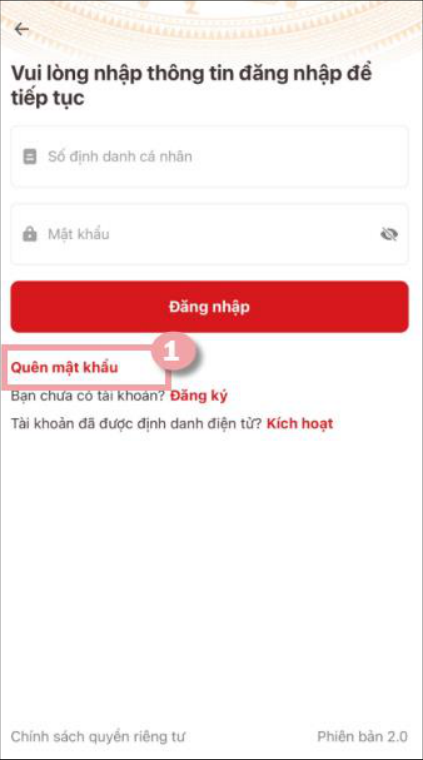 Vui lòng nhập thông tin đăng nhập để
tiếp tục
Số định danh cá nhân
Mật khẩu
Đăng nhập
1
Quên mật khẩu
Bạn chưa có tài khoản? Đăng ký
Tài khoản đã được định danh điện tử? Kích hoạt
Chính sách quyền riêng tư
Phiên bản 2.0